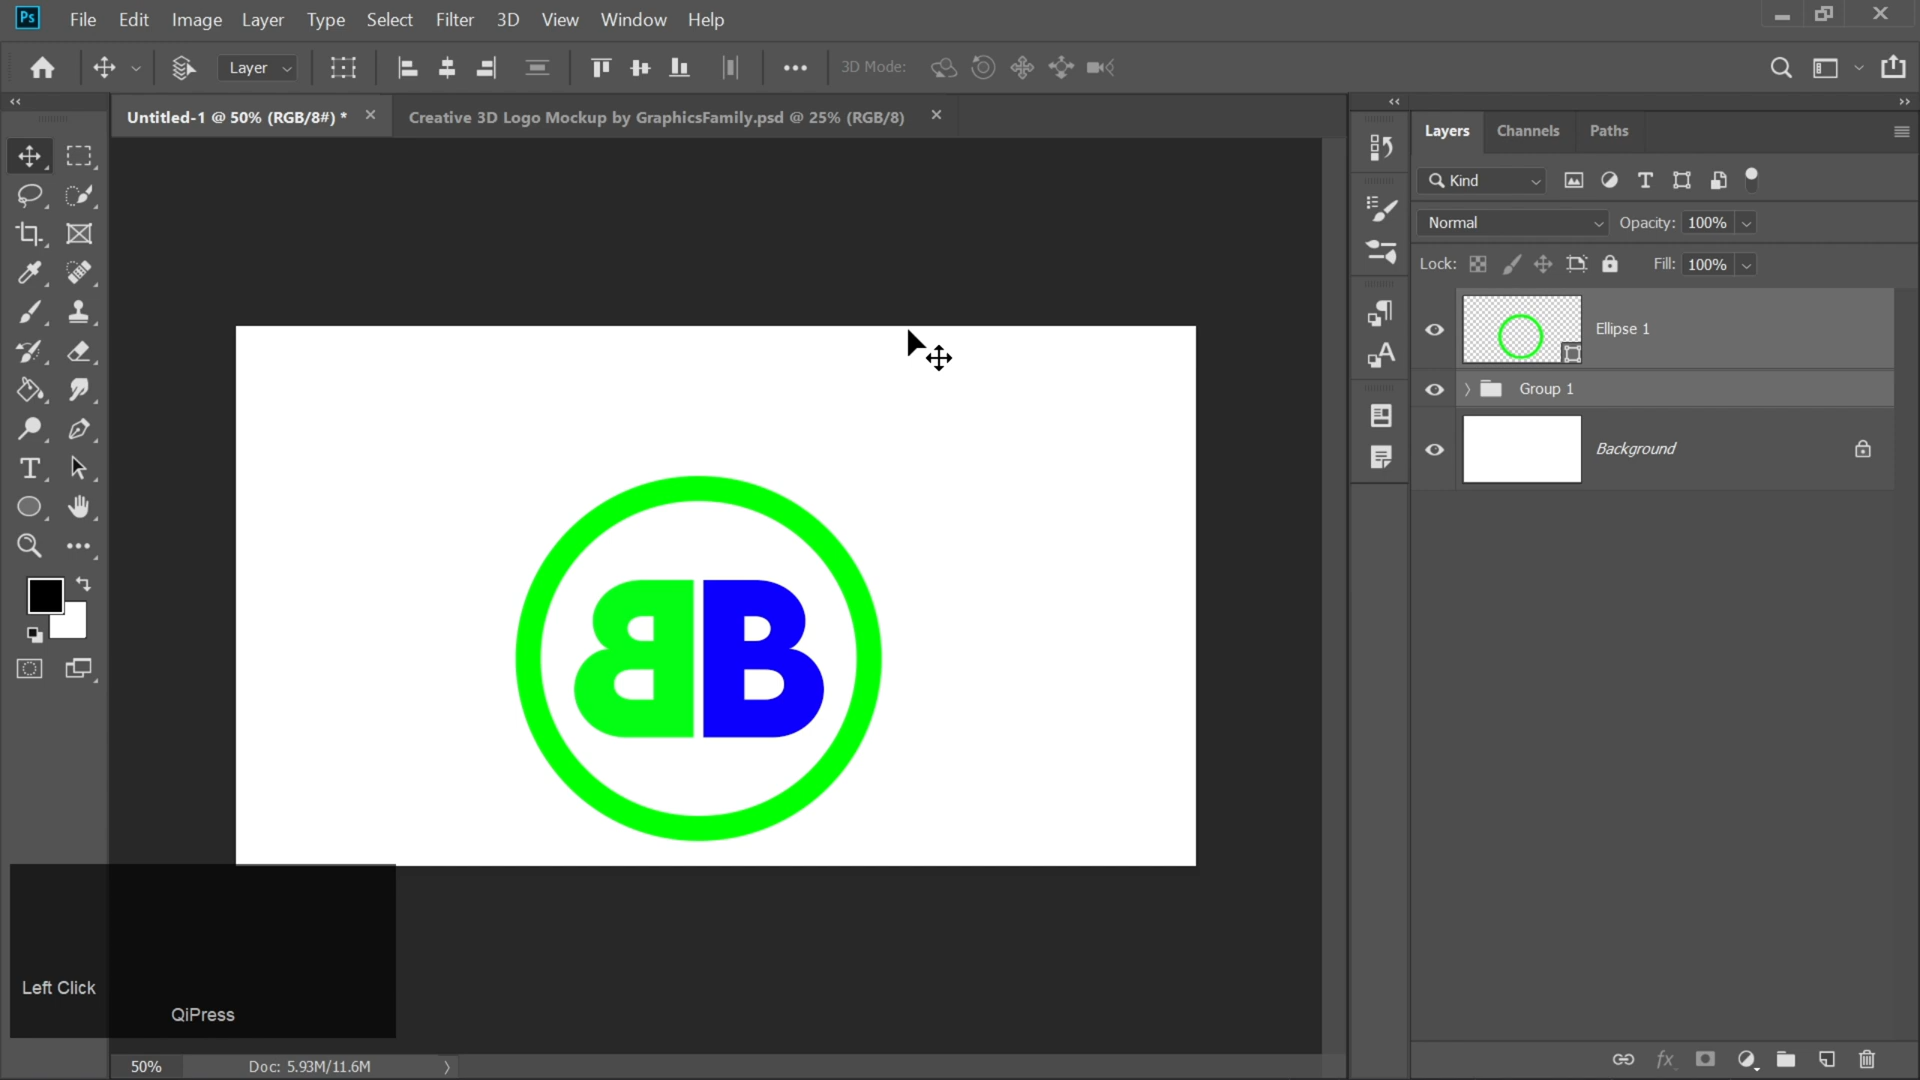 Ps File Edit Image Layer Type Select Filter 3D View Window Help
Layer
3D Mode:
Untitled-1 @ 50% (RGB/8#) *
Creative 3D Logo Mockup by GraphicsFamily.psd @ 25% (RGB/8)
Layers Channels Paths
Kind
Normal Opacity: 100%
Lock: Fill: 100%
Ellipse 1
Group 1
Background
B
Left Click
QiPress
50% Doc: 5.93M/11.6M
fx